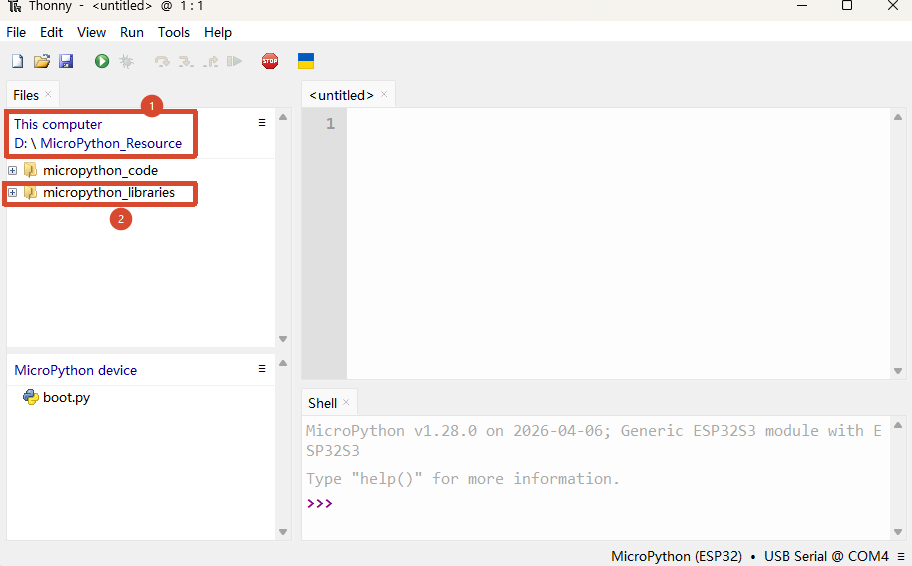 Thonny - <untitled> @ 1 : 1
File Edit View Run Tools Help
STOP
Files
<untitled>
1
This computer
D: \ MicroPython_Resource
1
micropython_code
micropython_libraries
2
MicroPython device
boot.py
Shell
MicroPython v1.28.0 on 2026-04-06; Generic ESP32S3 module with E
SP32S3
Type "help()" for more information.
>>>
MicroPython (ESP32) • USB Serial @ COM4 ≡